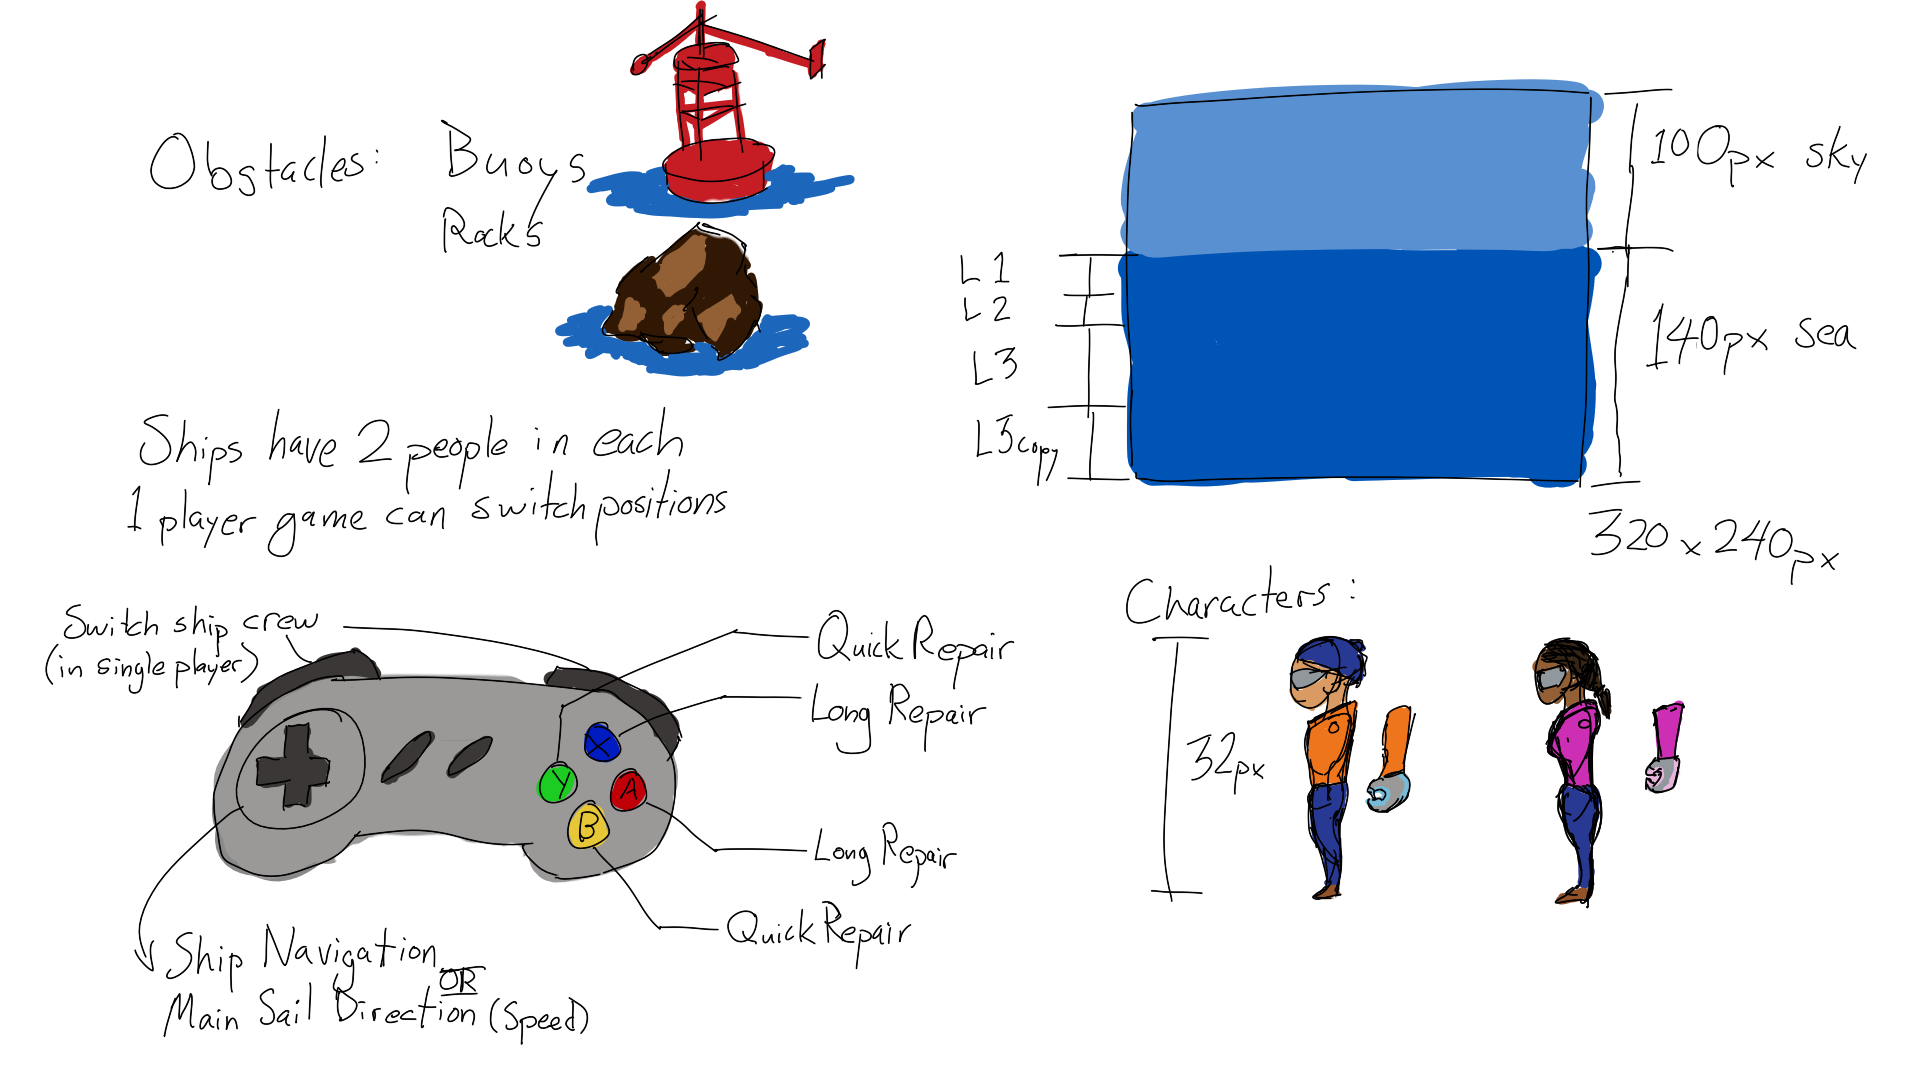 Obstacles: Buoys
Rocks
100px sky
L1
L2
L3
L3copy
140px sea
320 x 240px
Ships have 2 people in each
1 player game can switch positions
Switch ship crew
(in single player)
Quick Repair
Long Repair
X
Y
A
B
Long Repair
Quick Repair
Ship Navigation
OR
Main Sail Direction (Speed)
Characters:
32px